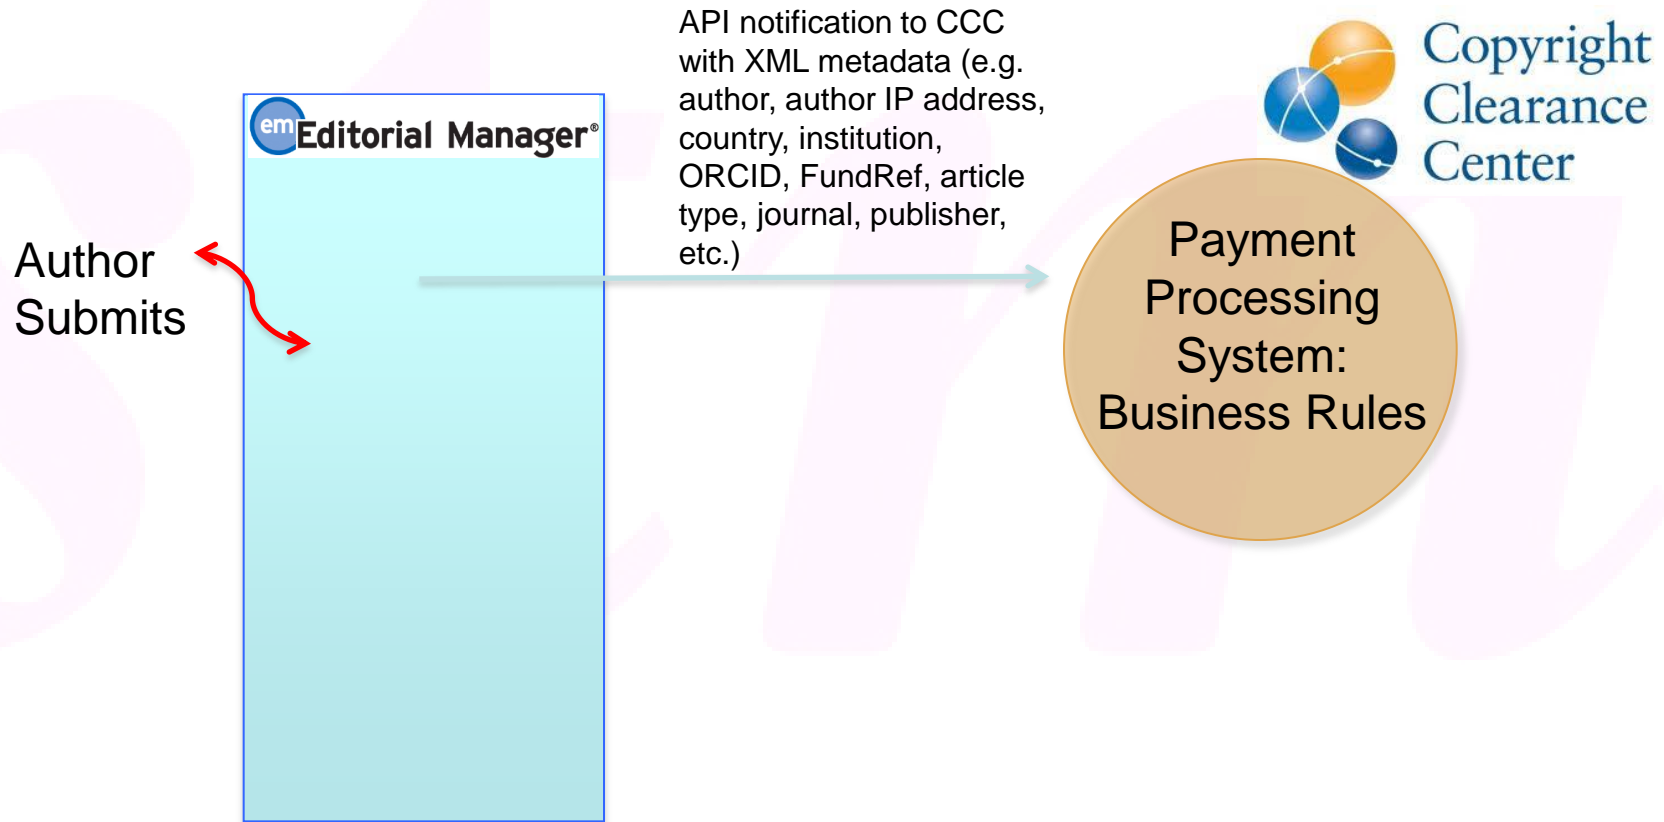 API notification to CCC
with XML metadata (e.g.
author, author IP address,
country, institution,
ORCID, FundRef, article
type, journal, publisher,
etc.)
Copyright
Clearance
Center
em Editorial Manager®
Author
Submits
Payment
Processing
System:
Business Rules
stm